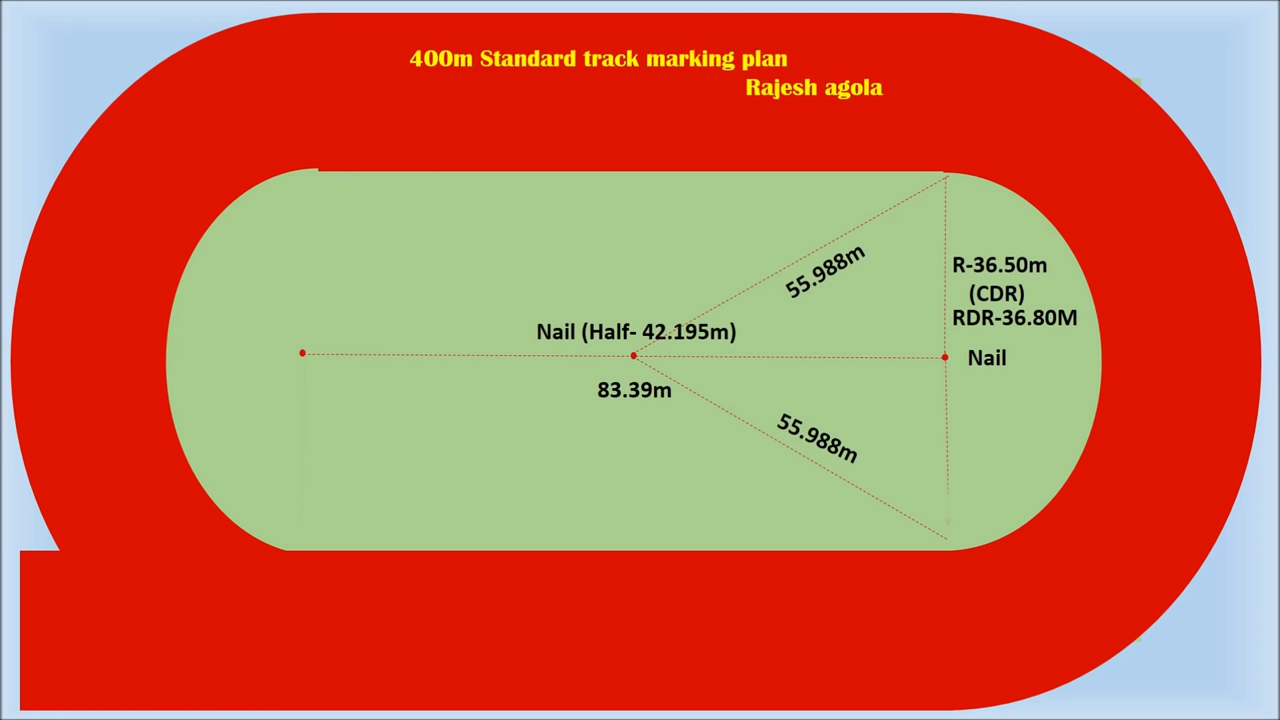 400m Standard track marking plan
Rajesh agola
55.988m
R-36.50m
(CDR)
RDR-36.80M
Nail (Half- 42.195m)
Nail
83.39m
55.988m